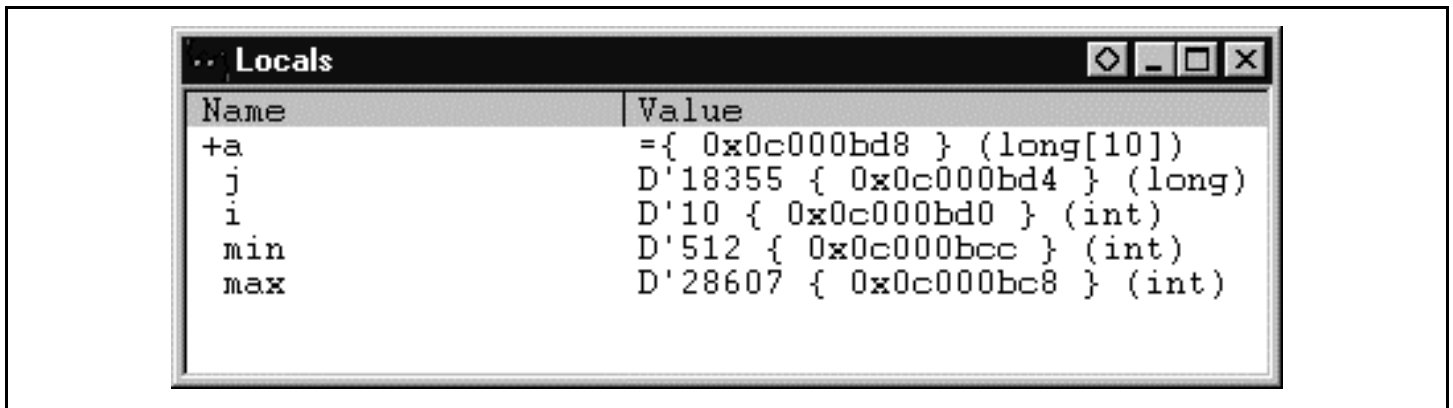 Locals
Name Value
+a ={ 0x0c000bd8 } (long[10])
j D'18355 { 0x0c000bd4 } (long)
i D'10 { 0x0c000bd0 } (int)
min D'512 { 0x0c000bcc } (int)
max D'28607 { 0x0c000bc8 } (int)